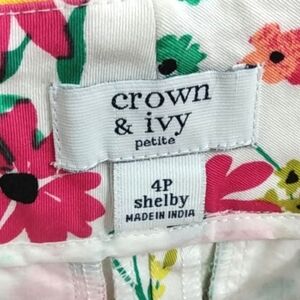 crown
& ivy
petite
4P
shelby
MADE IN INDIA